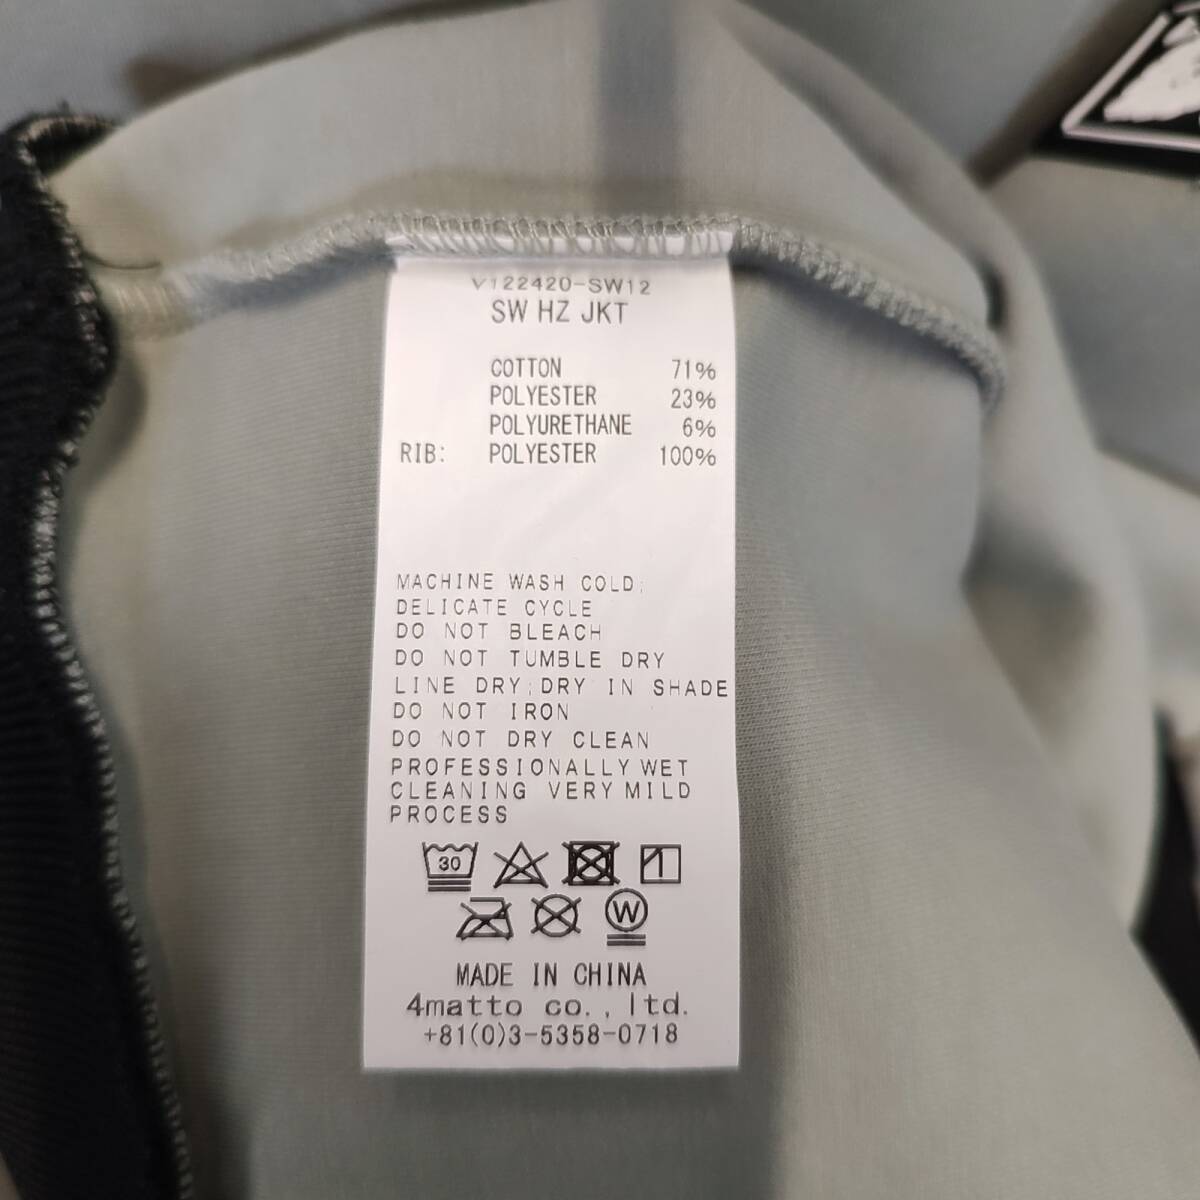 V122420-SW12
SW HZ JKT
COTTON 71%
POLYESTER 23%
POLYURETHANE 6%
RIB: POLYESTER 100%
MACHINE WASH COLD;
DELICATE CYCLE
DO NOT BLEACH
DO NOT TUMBLE DRY
LINE DRY;DRY IN SHADE
DO NOT IRON
DO NOT DRY CLEAN
PROFESSIONALLY WET
CLEANING VERY MILD
PROCESS
30
W
MADE IN CHINA
4matto co., ltd.
+81(0)3-5358-0718